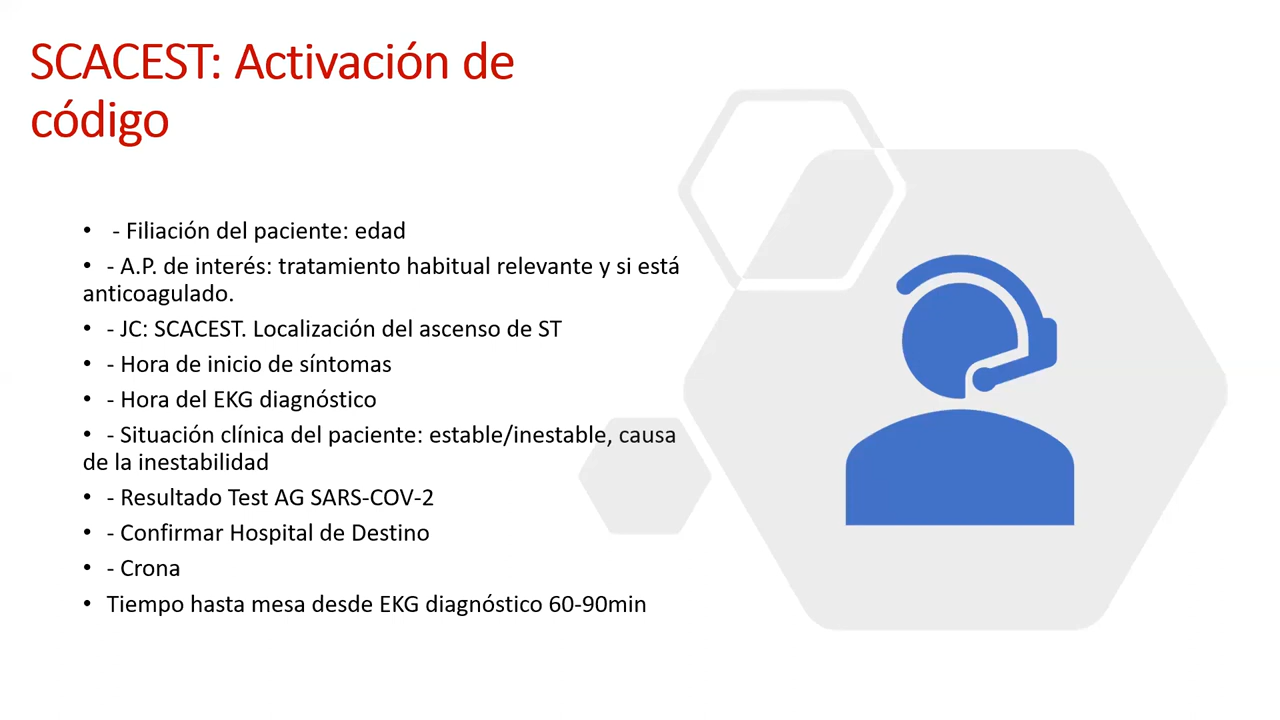 SCACEST: Activación de
código
• - Filiación del paciente: edad
• - A.P. de interés: tratamiento habitual relevante y si está
anticoagulado.
• - JC: SCACEST. Localización del ascenso de ST
• - Hora de inicio de síntomas
• - Hora del EKG diagnóstico
• - Situación clínica del paciente: estable/inestable, causa
de la inestabilidad
• - Resultado Test AG SARS-COV-2
• - Confirmar Hospital de Destino
• - Crona
• Tiempo hasta mesa desde EKG diagnóstico 60-90min